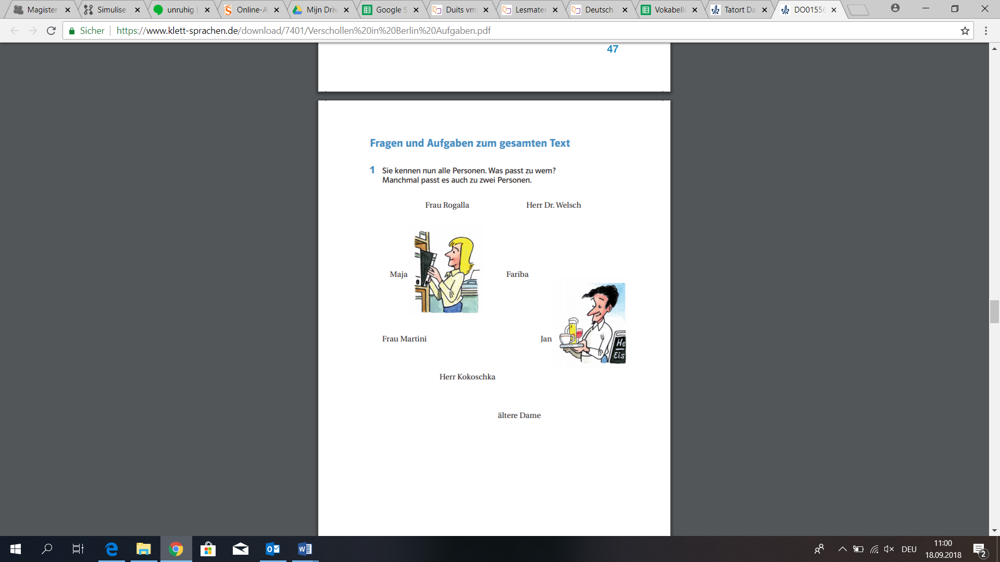 Magister
Simulise
unruhig |
Online-A
Mijn Driv
Google S
Duits vm
Lesmater
Deutsch
Vokabelli
Tatort Da
DO01556
Sicher
https://www.klett-sprachen.de/download/7401/Verschollen%20in%20Berlin%20Aufgaben.pdf
47
Fragen und Aufgaben zum gesamten Text
1 Sie kennen nun alle Personen. Was passt zu wem?
Manchmal passt es auch zu zwei Personen.
Frau Rogalla
Herr Dr. Welsch
Maja
Fariba
Frau Martini
Jan
He
Eis
Herr Kokoschka
ältere Dame
DEU
11:00
18.09.2018
2